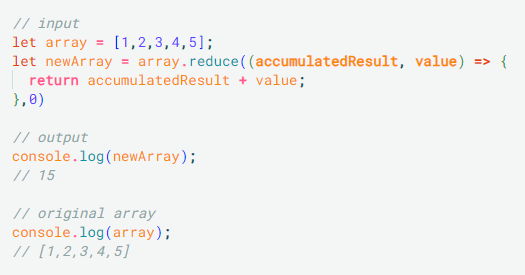 // input
let array = [1,2,3,4,5];
let newArray = array.reduce((accumulatedResult, value) => {
  return accumulatedResult + value;
},0)

// output
console.log(newArray);
// 15

// original array
console.log(array);
// [1,2,3,4,5]